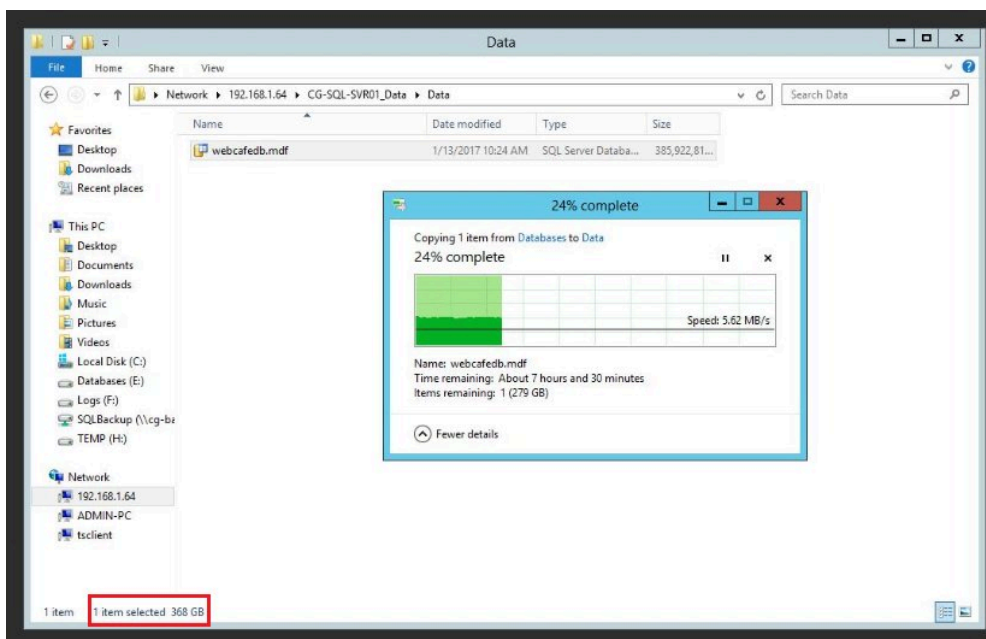 Data
File Home Share View
Network 192.168.1.64 CG-SQL-SVR01_Data Data
Search Data
Favorites
Desktop
Downloads
Recent places
This PC
Desktop
Documents
Downloads
Music
Pictures
Videos
Local Disk (C:)
Databases (E:)
Logs (F:)
SQLBackup (\\cg-ba
TEMP (H:)
Network
192.168.1.64
ADMIN-PC
tsclient
Name Date modified Type Size
webcafedb.mdf 1/13/2017 10:24 AM SQL Server Databa... 385,922,81...
24% complete
Copying 1 item from Databases to Data
24% complete
Speed: 5.62 MB/s
Name: webcafedb.mdf
Time remaining: About 7 hours and 30 minutes
Items remaining: 1 (279 GB)
Fewer details
1 item 1 item selected 368 GB